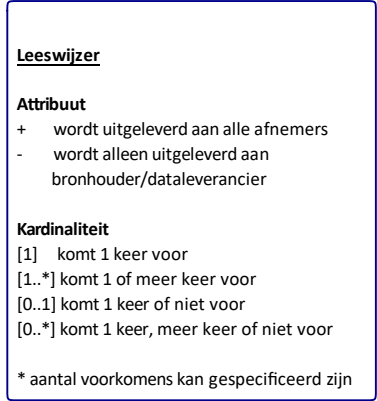 Leeswijzer
Attribuut
+ wordt uitgeleverd aan alle afnemers
- wordt alleen uitgeleverd aan
bronhouder/dataleverancier
Kardinaliteit
[1] komt 1 keer voor
[1..*] komt 1 of meer keer voor
[0..1] komt 1 keer of niet voor
[0..*] komt 1 keer, meer keer of niet voor
* aantal voorkomens kan gespecificeerd zijn